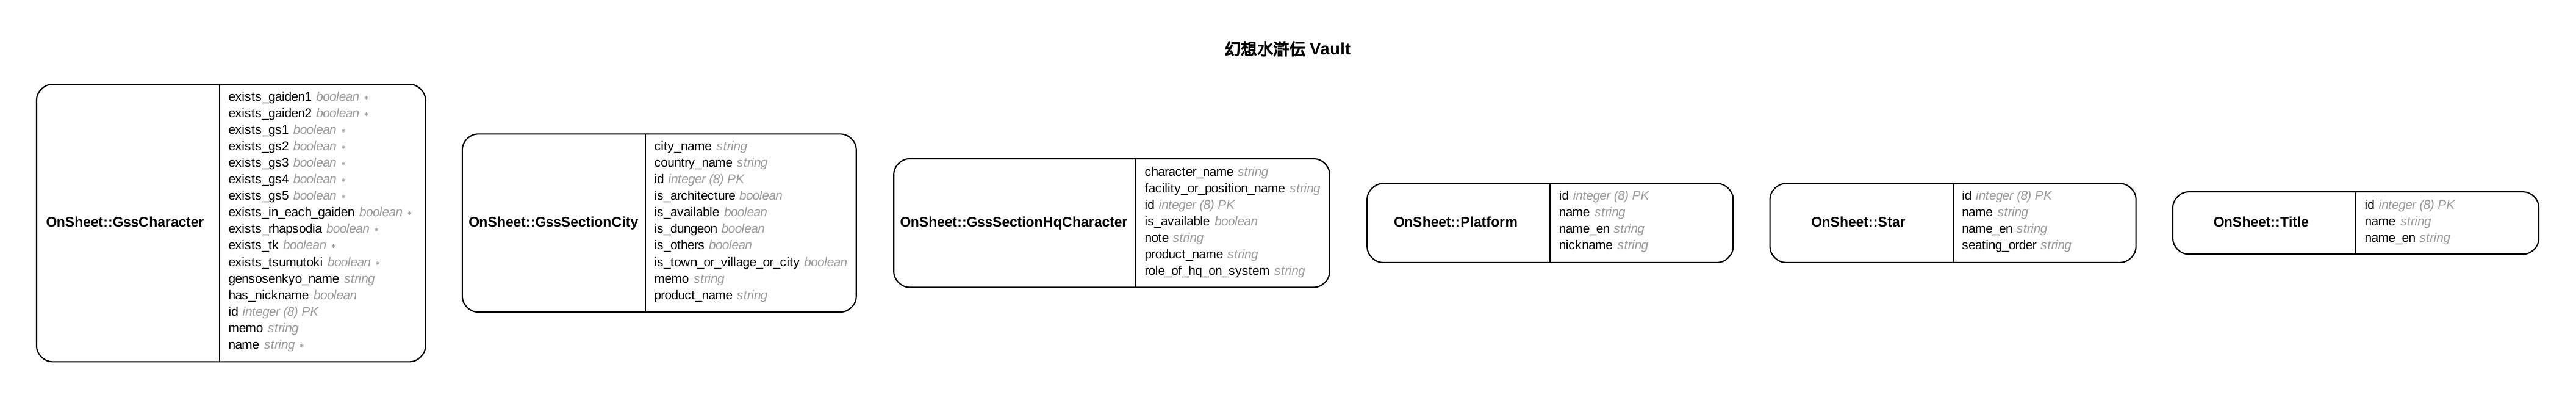 幻想水滸伝 Vault
OnSheet::GssCharacter
exists_gaiden1 boolean *
exists_gaiden2 boolean *
exists_gs1 boolean *
exists_gs2 boolean *
exists_gs3 boolean *
exists_gs4 boolean *
exists_gs5 boolean *
exists_in_each_gaiden boolean *
exists_rhapsodia boolean *
exists_tk boolean *
exists_tsumutoki boolean *
gensosenkyo_name string
has_nickname boolean
id integer (8) PK
memo string
name string *
OnSheet::GssSectionCity
city_name string
country_name string
id integer (8) PK
is_architecture boolean
is_available boolean
is_dungeon boolean
is_others boolean
is_town_or_village_or_city boolean
memo string
product_name string
OnSheet::GssSectionHqCharacter
character_name string
facility_or_position_name string
id integer (8) PK
is_available boolean
note string
product_name string
role_of_hq_on_system string
OnSheet::Platform
id integer (8) PK
name string
name_en string
nickname string
OnSheet::Star
id integer (8) PK
name string
name_en string
seating_order string
OnSheet::Title
id integer (8) PK
name string
name_en string